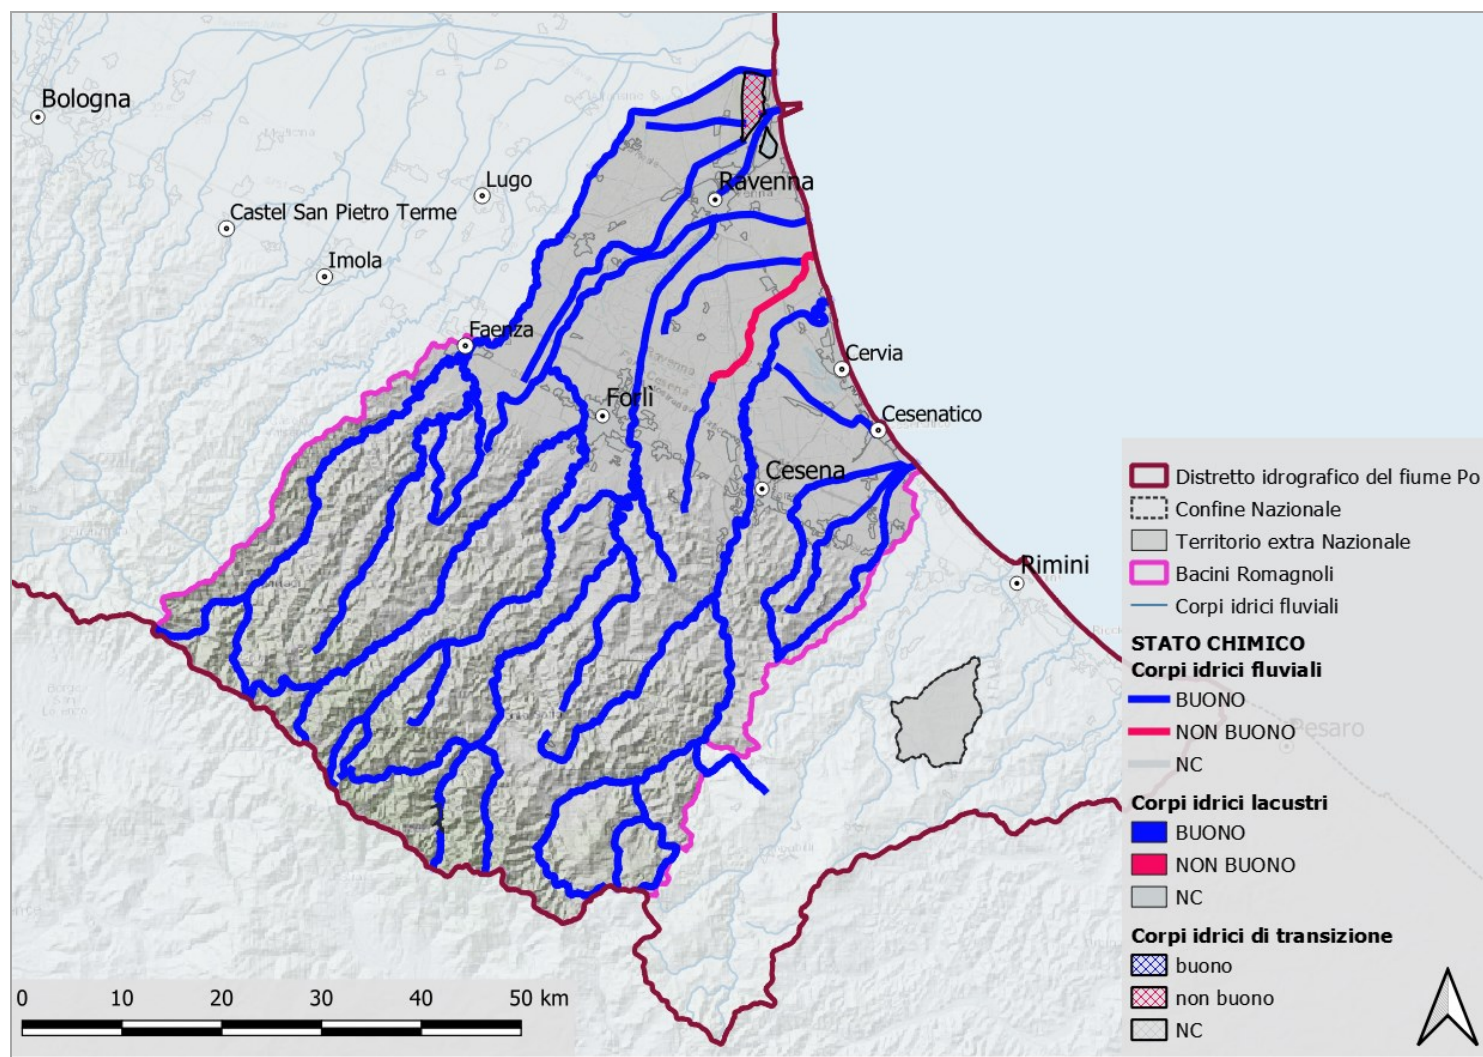 Bologna
Lugo
Ravenna
Castel San Pietro Terme
Imola
Faenza
Cervia
Forlì
Cesenatico
Cesena
Rimini
Pesaro
Distretto idrografico del fiume Po
Confine Nazionale
Territorio extra Nazionale
Bacini Romagnoli
Corpi idrici fluviali
STATO CHIMICO
Corpi idrici fluviali
BUONO
NON BUONO
NC
Corpi idrici lacustri
BUONO
NON BUONO
NC
Corpi idrici di transizione
buono
non buono
NC
0 10 20 30 40 50 km